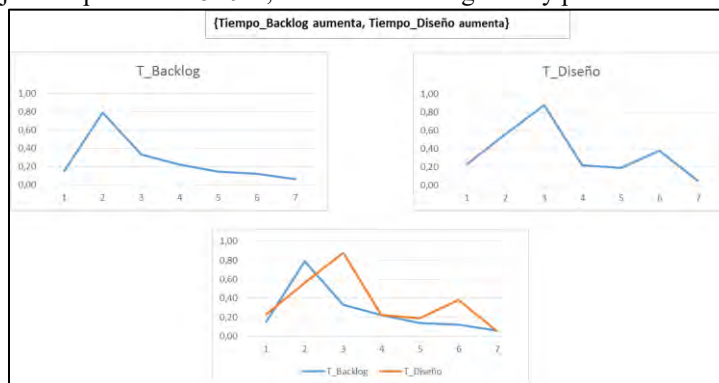 {Tiempo_Backlog aumenta, Tiempo_Diseño aumenta}
T_Backlog
1,00
0,80
0,60
0,40
0,20
0,00
1 2 3 4 5 6 7
T_Diseño
1,00
0,80
0,60
0,40
0,20
0,00
1 2 3 4 5 6 7
1,00
0,80
0,60
0,40
0,20
0,00
1 2 3 4 5 6 7
T_Backlog T_Diseño